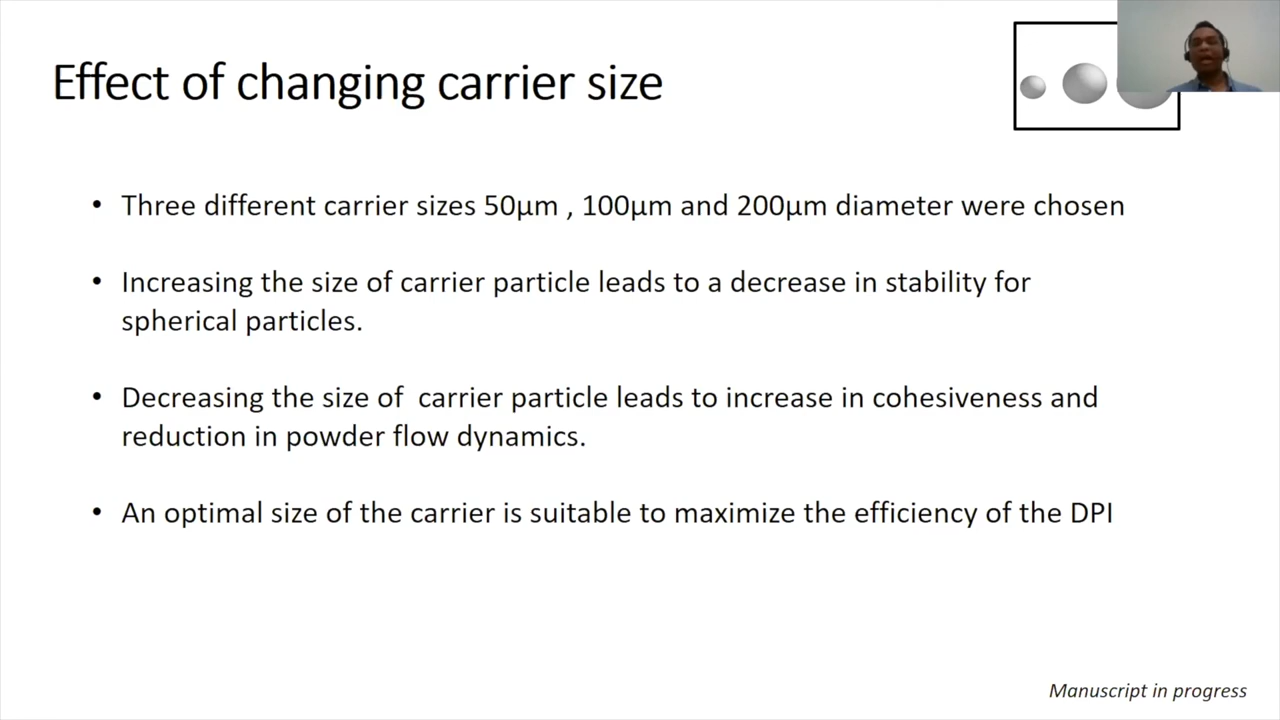 Effect of changing carrier size
• Three different carrier sizes 50µm , 100µm and 200µm diameter were chosen
• Increasing the size of carrier particle leads to a decrease in stability for
spherical particles.
• Decreasing the size of  carrier particle leads to increase in cohesiveness and
reduction in powder flow dynamics.
• An optimal size of the carrier is suitable to maximize the efficiency of the DPI
Manuscript in progress